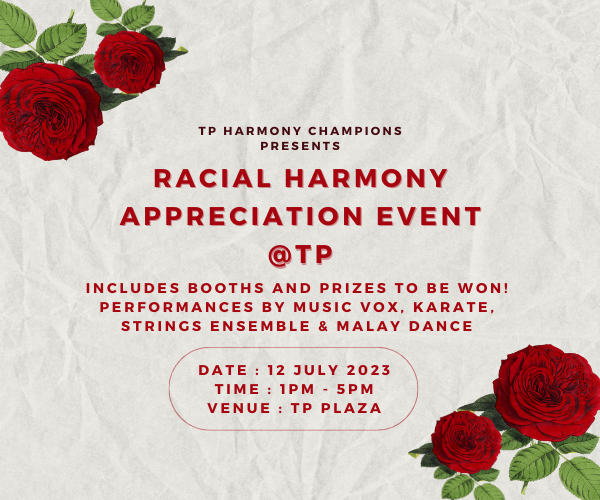 TP HARMONY CHAMPIONS
PRESENTS
RACIAL HARMONY
APPRECIATION EVENT
@TP
INCLUDES BOOTHS AND PRIZES TO BE WON!
PERFORMANCES BY MUSIC VOX, KARATE,
STRINGS ENSEMBLE & MALAY DANCE
DATE : 12 JULY 2023
TIME : 1PM - 5PM
VENUE : TP PLAZA